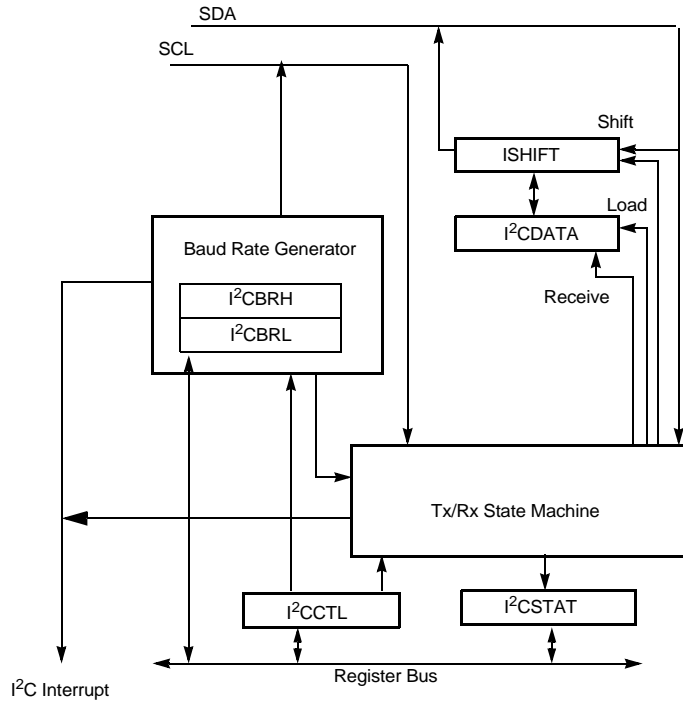 SDA
SCL
Shift
ISHIFT
Load
I²CDATA
Baud Rate Generator
Receive
I²CBRH
I²CBRL
Tx/Rx State Machine
I²CCTL
I²CSTAT
Register Bus
I²C Interrupt